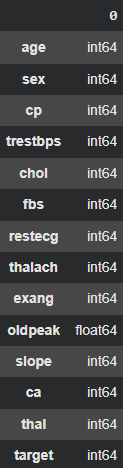 0
age int64
sex int64
cp int64
trestbps int64
chol int64
fbs int64
restecg int64
thalach int64
exang int64
oldpeak float64
slope int64
ca int64
thal int64
target int64